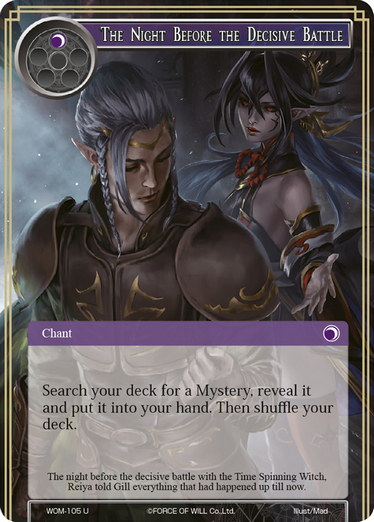 The Night Before the Decisive Battle
Chant
Search your deck for a Mystery, reveal it
and put it into your hand. Then shuffle your
deck.
The night before the decisive battle with the Time Spinning Witch,
Reiya told Gill everything that had happened up till now.
WOM-105 U ©FORCE OF WILL Co.,Ltd. Illust/Mad